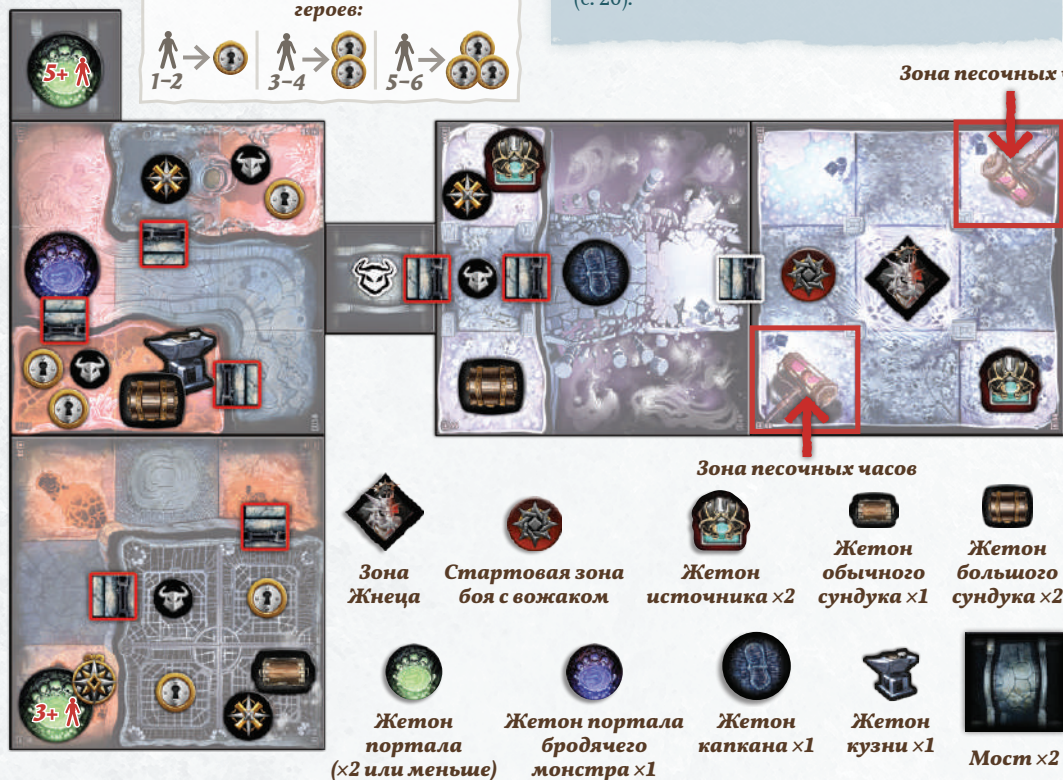 героев:
(с. 20).
1–2
3–4
5–6
5+
Зона песочных
Зона песочных часов
3+
Зона
Жнеца
Стартовая зона
боя с вожаком
Жетон
источника ×2
Жетон
обычного
сундука ×1
Жетон
большого
сундука ×2
Жетон
портала
(×2 или меньше)
Жетон портала
бродячего
монстра ×1
Жетон
капкана ×1
Жетон
кузни ×1
Мост ×2